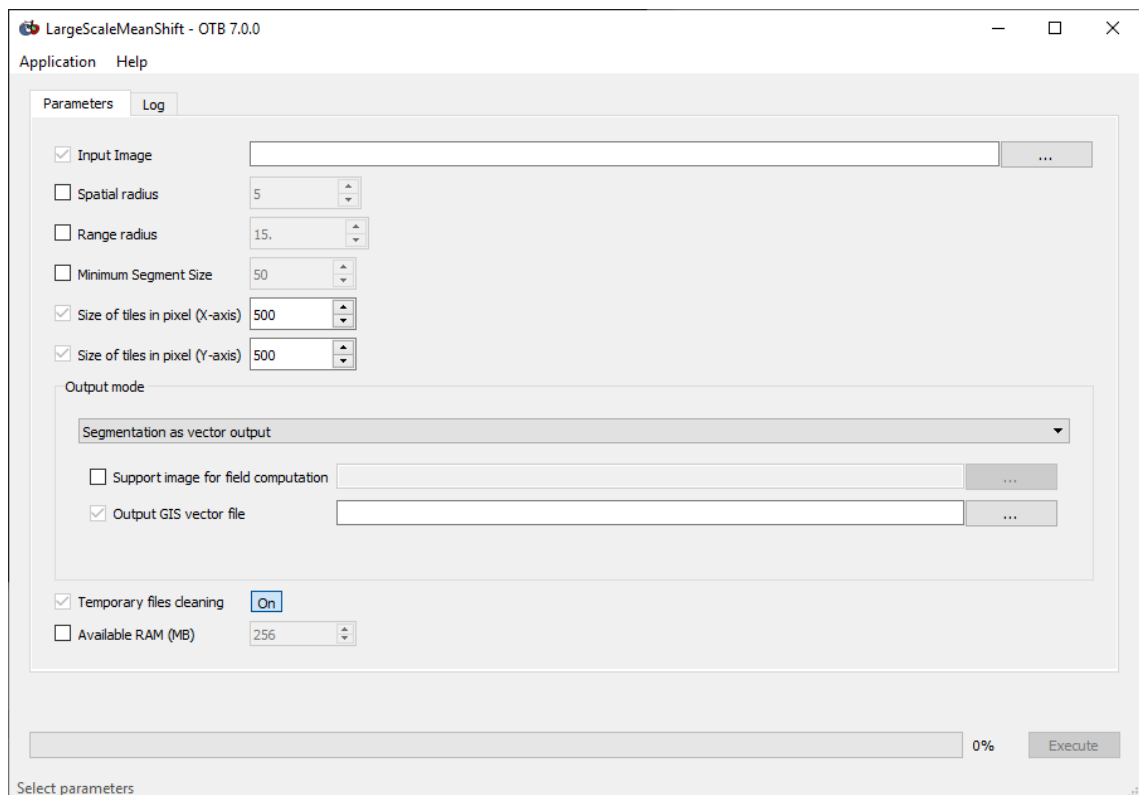 LargeScaleMeanShift - OTB 7.0.0
Application Help
Parameters Log
Input Image ...
Spatial radius 5
Range radius 15.
Minimum Segment Size 50
Size of tiles in pixel (X-axis) 500
Size of tiles in pixel (Y-axis) 500
Output mode
Segmentation as vector output
Support image for field computation ...
Output GIS vector file ...
Temporary files cleaning On
Available RAM (MB) 256
0% Execute
Select parameters